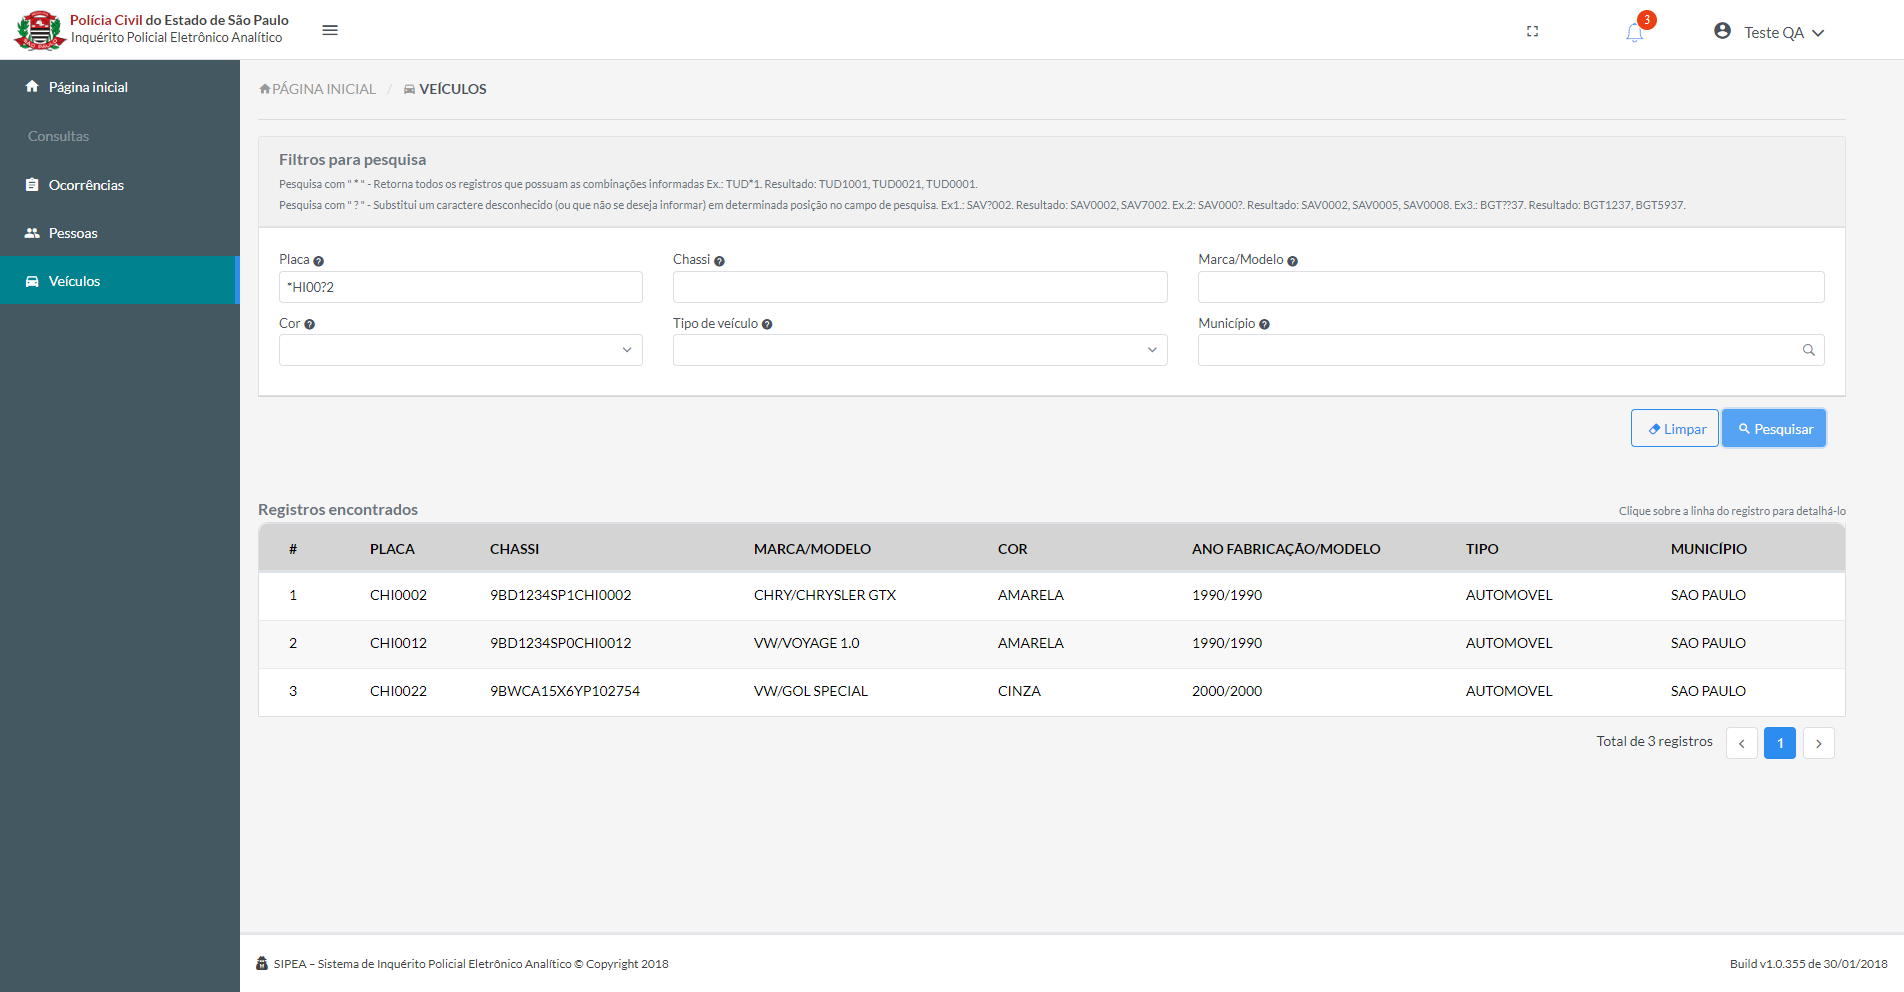 Polícia Civil do Estado de São Paulo
Inquérito Policial Eletrônico Analítico
3
Teste QA
Página inicial
Consultas
Ocorrências
Pessoas
Veículos
PÁGINA INICIAL / VEÍCULOS
Filtros para pesquisa
Pesquisa com " * " - Retorna todos os registros que possuam as combinações informadas Ex.: TUD*1. Resultado: TUD1001, TUD0021, TUD0001.
Pesquisa com " ? " - Substitui um caractere desconhecido (ou que não se deseja informar) em determinada posição no campo de pesquisa. Ex1.: SAV?002. Resultado: SAV0002, SAV7002. Ex.2: SAV000?. Resultado: SAV0002, SAV0005, SAV0008. Ex3.: BGT??37. Resultado: BGT1237, BGT5937.
Placa ? Chassi ? Marca/Modelo ?
*HI00?2
Cor ? Tipo de veículo ? Município ?
Limpar Pesquisar
Registros encontrados Clique sobre a linha do registro para detalhá-lo
# PLACA CHASSI MARCA/MODELO COR ANO FABRICAÇÃO/MODELO TIPO MUNICÍPIO
1 CHI0002 9BD1234SP1CHI0002 CHRY/CHRYSLER GTX AMARELA 1990/1990 AUTOMOVEL SAO PAULO
2 CHI0012 9BD1234SP0CHI0012 VW/VOYAGE 1.0 AMARELA 1990/1990 AUTOMOVEL SAO PAULO
3 CHI0022 9BWCA15X6YP102754 VW/GOL SPECIAL CINZA 2000/2000 AUTOMOVEL SAO PAULO
Total de 3 registros < 1 >
SIPEA – Sistema de Inquérito Policial Eletrônico Analítico © Copyright 2018 Build v1.0.355 de 30/01/2018